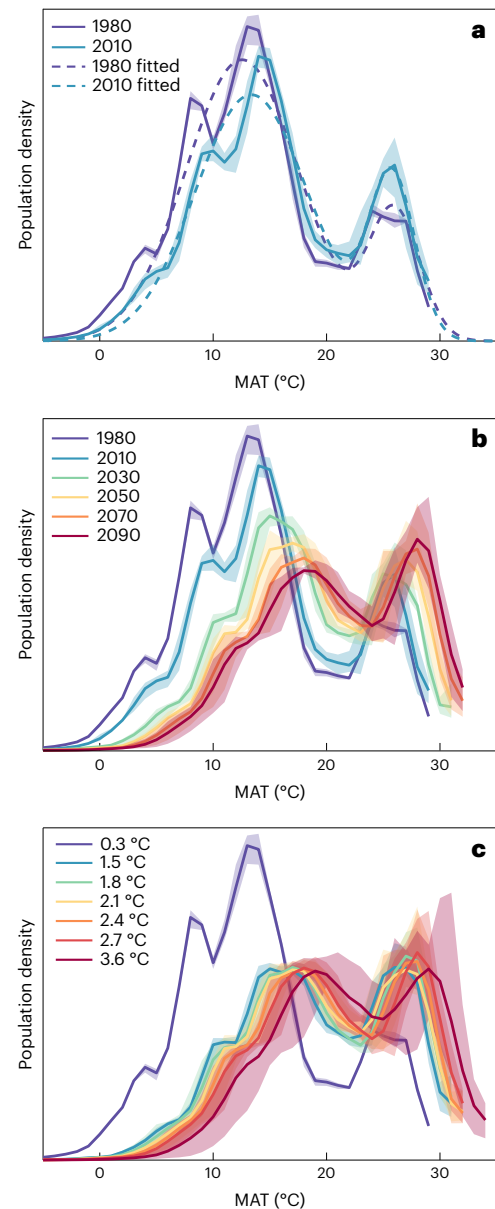 a
1980
2010
1980 fitted
2010 fitted
Population density
0 10 20 30
MAT (°C)
b
1980
2010
2030
2050
2070
2090
Population density
0 10 20 30
MAT (°C)
c
0.3 °C
1.5 °C
1.8 °C
2.1 °C
2.4 °C
2.7 °C
3.6 °C
Population density
0 10 20 30
MAT (°C)